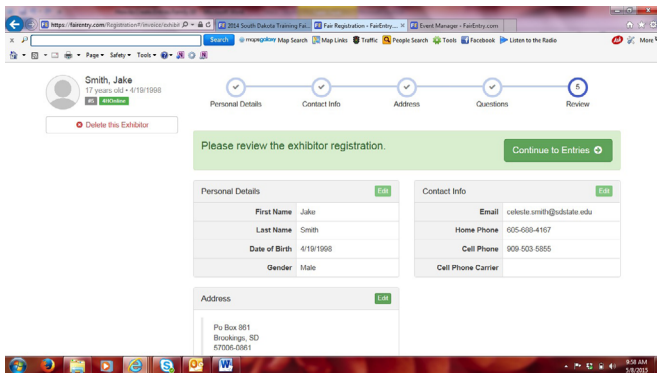 https://fairentry.com/Registration/Invoice/exhibit
2014 South Dakota Training Fai...
Fair Registration - FairEntry....
Event Manager - FairEntry.com
Search
mapsgalaxy Map Search
Map Links
Traffic
People Search
Tools
Facebook
Listen to the Radio
More
Page
Safety
Tools
Smith, Jake
17 years old • 4/19/1998
#5 4HOnline
Delete this Exhibitor
Personal Details
Contact Info
Address
Questions
5
Review
Please review the exhibitor registration.
Continue to Entries
Personal Details
Edit
First Name Jake
Last Name Smith
Date of Birth 4/19/1998
Gender Male
Contact Info
Edit
Email celeste.smith@sdstate.edu
Home Phone 605-688-4167
Cell Phone 909-503-5855
Cell Phone Carrier
Address
Edit
Po Box 861
Brookings, SD
57006-0861
9:58 AM
5/8/2015